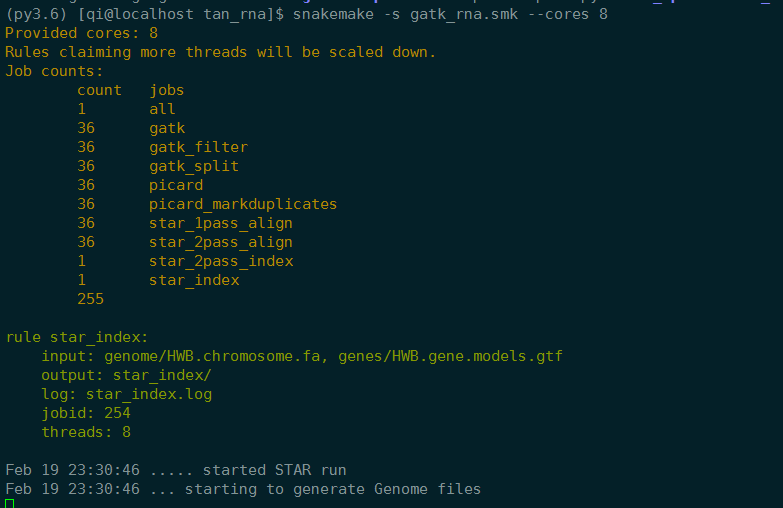 (py3.6) [qi@localhost tan_rna]$ snakemake -s gatk_rna.smk --cores 8
Provided cores: 8
Rules claiming more threads will be scaled down.
Job counts:
count jobs
1 all
36 gatk
36 gatk_filter
36 gatk_split
36 picard
36 picard_markduplicates
36 star_1pass_align
36 star_2pass_align
1 star_2pass_index
1 star_index
255
rule star_index:
input: genome/HWB.chromosome.fa, genes/HWB.gene.models.gtf
output: star_index/
log: star_index.log
jobid: 254
threads: 8
Feb 19 23:30:46 ..... started STAR run
Feb 19 23:30:46 ... starting to generate Genome files